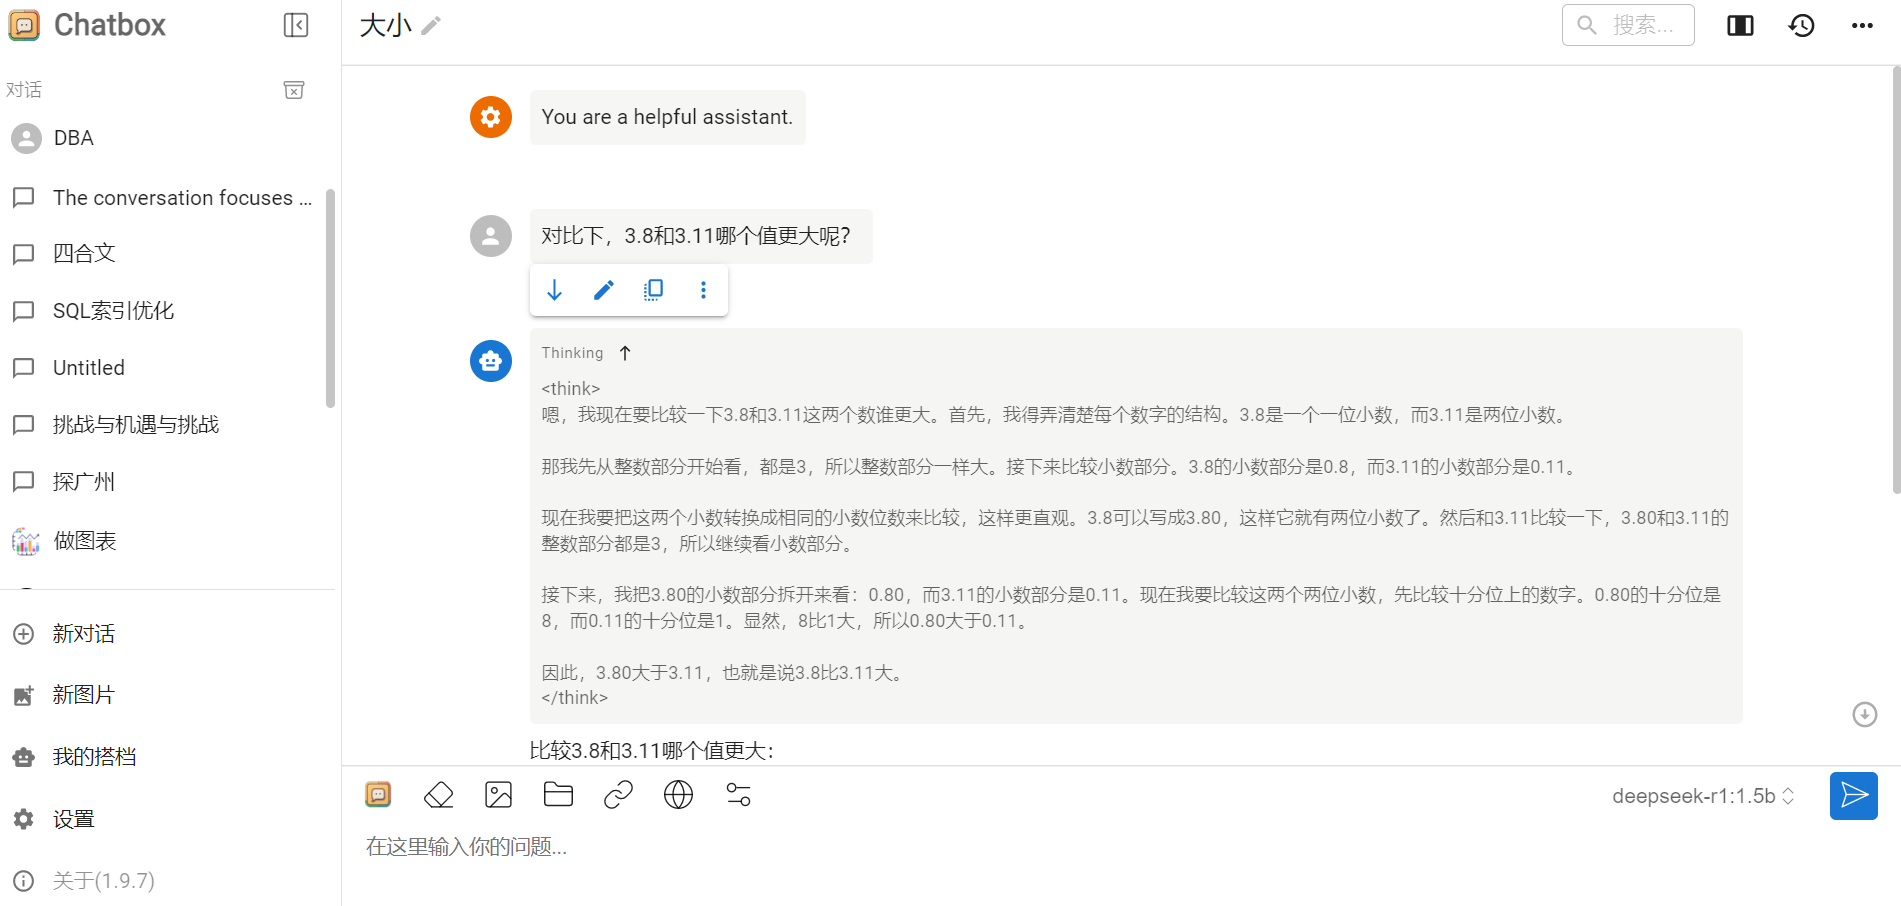 Chatbox
对话
DBA
The conversation focuses ...
四合文
SQL索引优化
Untitled
挑战与机遇与挑战
探广州
做图表
新对话
新图片
我的搭档
设置
关于(1.9.7)
大小
搜索...
You are a helpful assistant.
对比下，3.8和3.11哪个值更大呢？
Thinking
<think>
嗯，我现在要比较一下3.8和3.11这两个数谁更大。首先，我得弄清楚每个数字的结构。3.8是一个一位小数，而3.11是两位小数。
那我先从整数部分开始看，都是3，所以整数部分一样大。接下来比较小数部分。3.8的小数部分是0.8，而3.11的小数部分是0.11。
现在我要把这两个小数转换成相同的小数位数来比较，这样更直观。3.8可以写成3.80，这样它就有两位小数了。然后和3.11比较一下，3.80和3.11的
整数部分都是3，所以继续看小数部分。
接下来，我把3.80的小数部分拆开来看：0.80，而3.11的小数部分是0.11。现在我要比较这两个两位小数，先比较十分位上的数字。0.80的十分位是
8，而0.11的十分位是1。显然，8比1大，所以0.80大于0.11。
因此，3.80大于3.11，也就是说3.8比3.11大。
</think>
比较3.8和3.11哪个值更大：
deepseek-r1:1.5b
在这里输入你的问题...